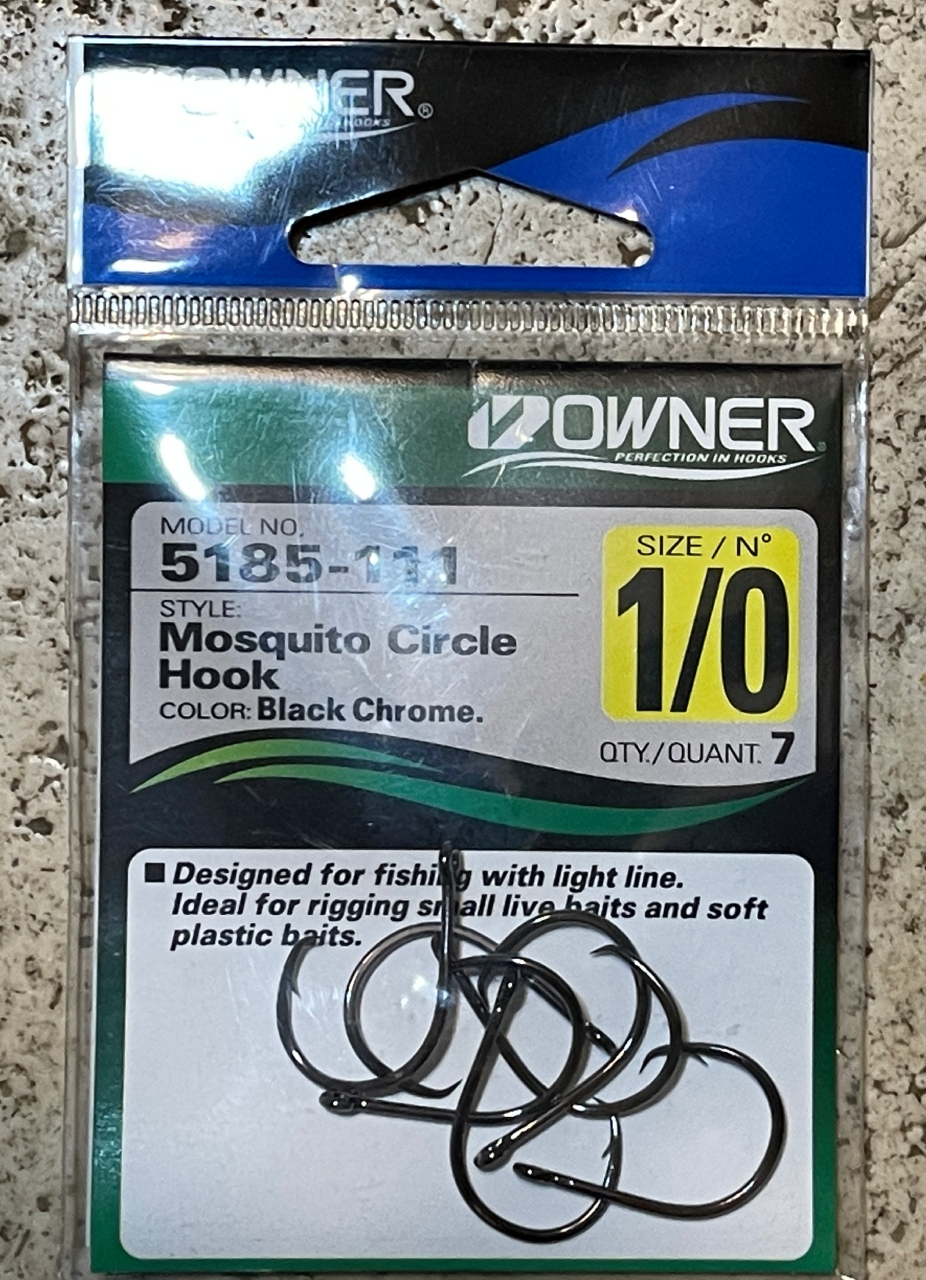 OWNER®
HOOKS
OWNER®
PERFECTION IN HOOKS
MODEL NO.
5185-111
STYLE:
Mosquito Circle
Hook
COLOR: Black Chrome.
SIZE / N°
1/0
QTY./QUANT. 7
■ Designed for fishing with light line.
Ideal for rigging small live baits and soft
plastic baits.